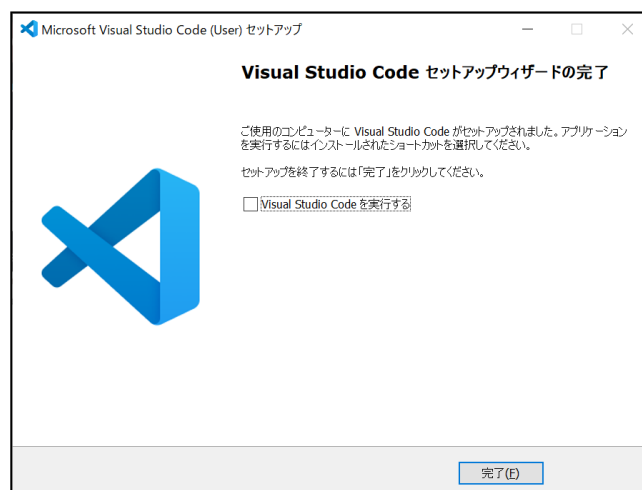 Microsoft Visual Studio Code (User) セットアップ
Visual Studio Code セットアップウィザードの完了
ご使用のコンピューターに Visual Studio Code がセットアップされました。アプリケーション
を実行するにはインストールされたショートカットを選択してください。
セットアップを終了するには「完了」をクリックしてください。
Visual Studio Code を実行する
完了(F)